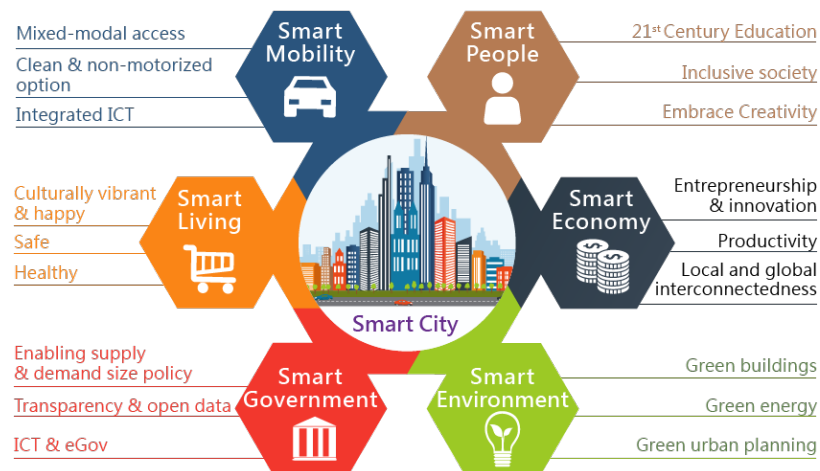 Mixed-modal access
Clean & non-motorized
option
Integrated ICT
Smart
Mobility
Smart
People
21st Century Education
Inclusive society
Embrace Creativity
Culturally vibrant
& happy
Safe
Healthy
Smart
Living
Smart City
Smart
Economy
Entrepreneurship
& innovation
Productivity
Local and global
interconnectedness
Enabling supply
& demand size policy
Transparency & open data
ICT & eGov
Smart
Government
Smart
Environment
Green buildings
Green energy
Green urban planning